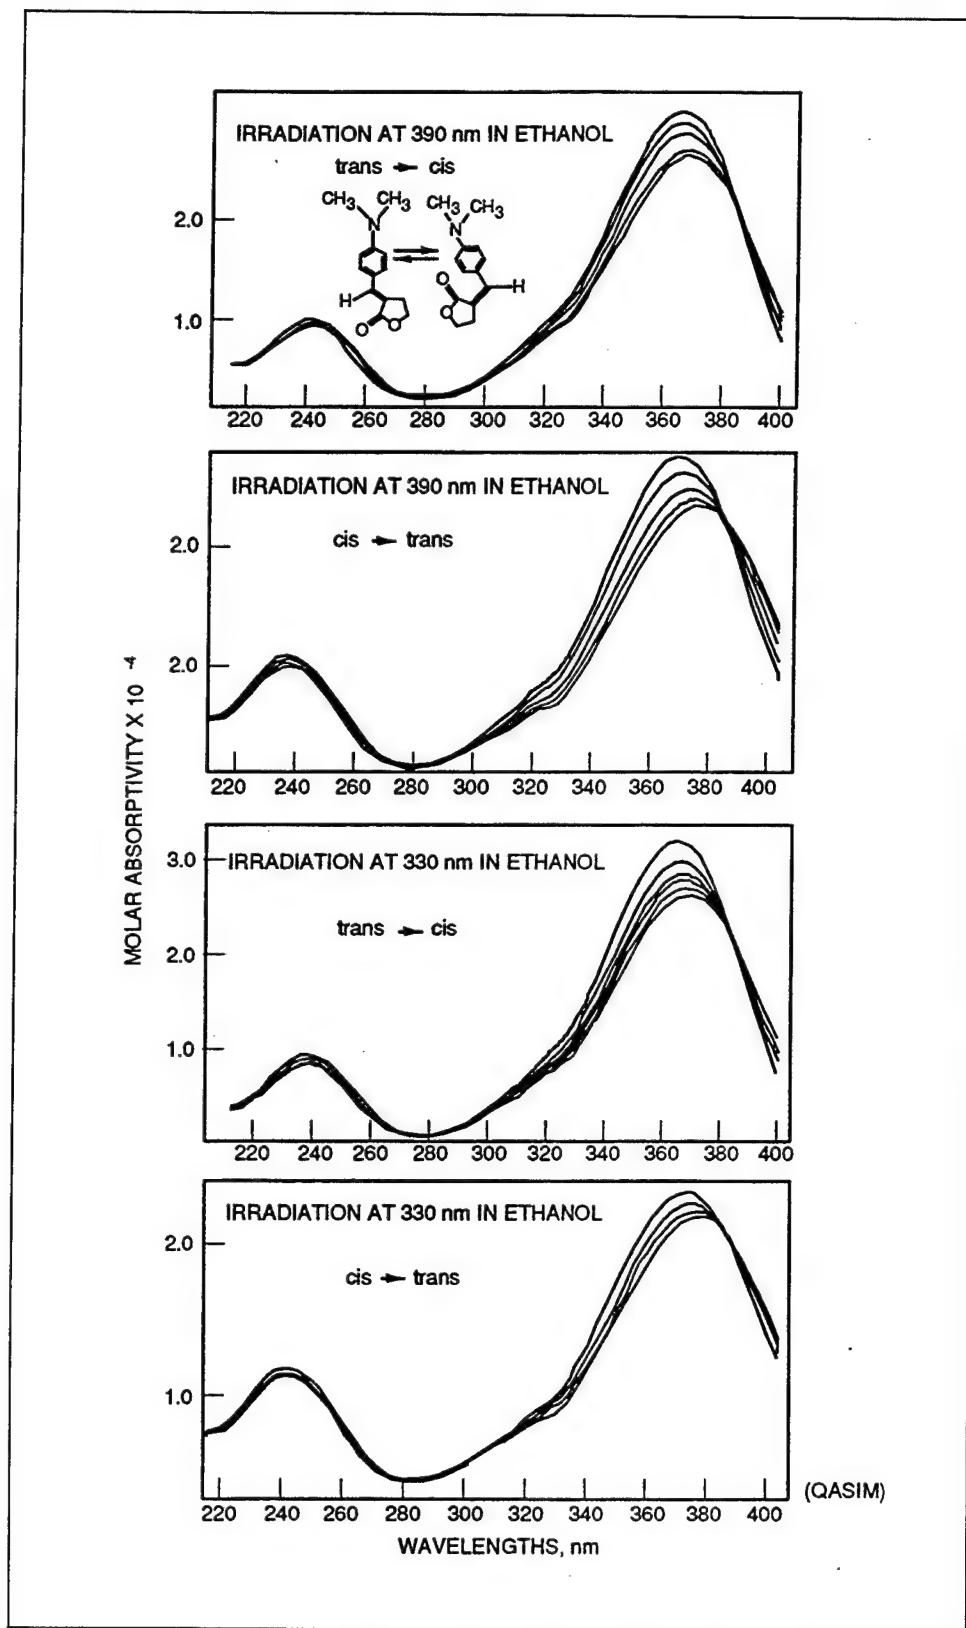 IRRADIATION AT 390 nm IN ETHANOL
trans → cis
CH3 CH3 CH3 CH3
N N
H H
O O
O O
2.0
1.0
220 240 260 280 300 320 340 360 380 400
IRRADIATION AT 390 nm IN ETHANOL
cis → trans
2.0
2.0
220 240 260 280 300 320 340 360 380 400
MOLAR ABSORPTIVITY X 10 -4
3.0
IRRADIATION AT 330 nm IN ETHANOL
trans → cis
2.0
1.0
220 240 260 280 300 320 340 360 380 400
IRRADIATION AT 330 nm IN ETHANOL
2.0
cis → trans
1.0
220 240 260 280 300 320 340 360 380 400
(QASIM)
WAVELENGTHS, nm